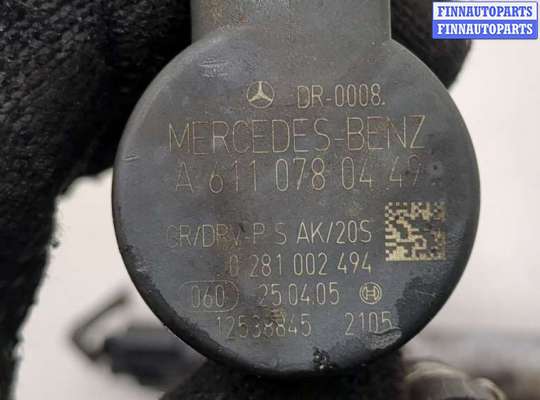 FINNAUTOPARTS
FINNAUTOPARTS
DR-0008.
MERCEDES-BENZ
A 611 078 04 49
CR/DRV-P S AK/20S
0 281 002 494
060 25.04.05
12538845 2105